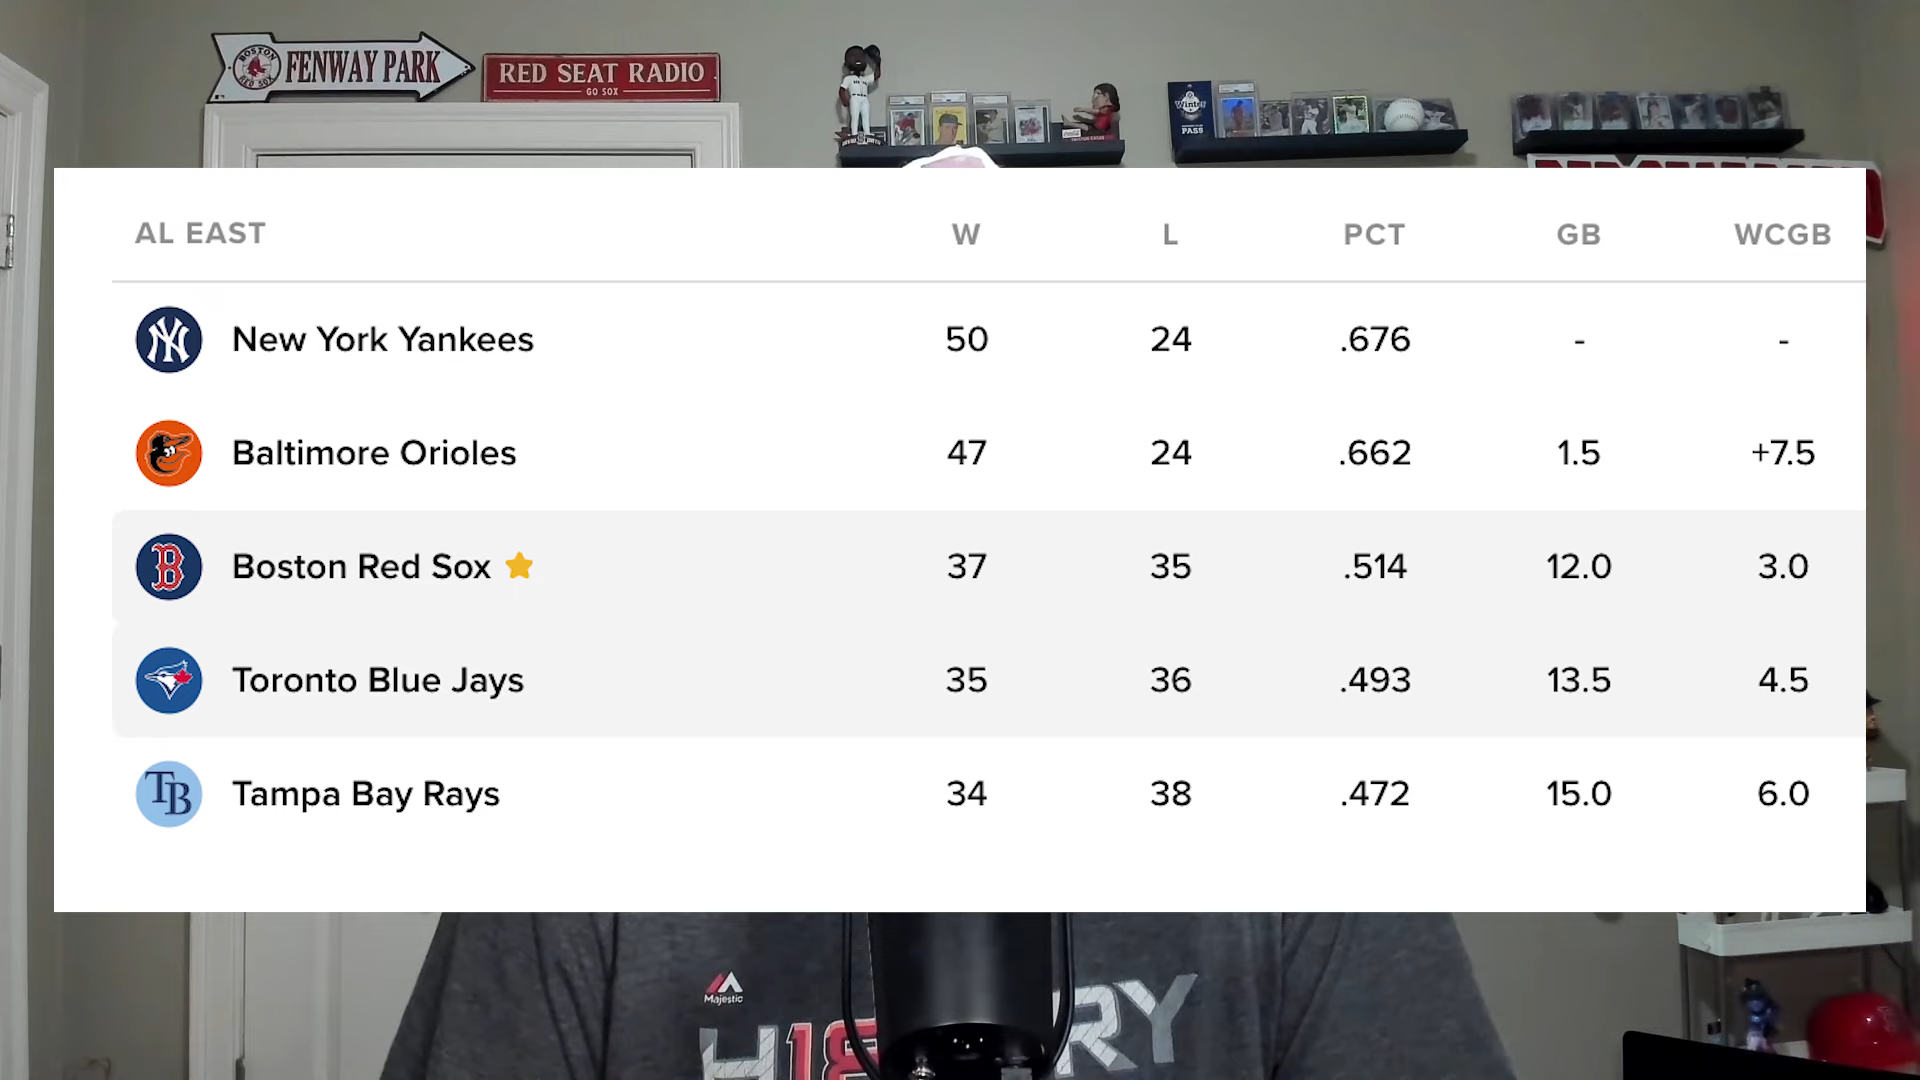 BOSTON RED SOX
FENWAY PARK
RED SEAT RADIO
GO SOX
Winter
PASS
AL EAST W L PCT GB WCGB
New York Yankees 50 24 .676 - -
Baltimore Orioles 47 24 .662 1.5 +7.5
Boston Red Sox 37 35 .514 12.0 3.0
Toronto Blue Jays 35 36 .493 13.5 4.5
Tampa Bay Rays 34 38 .472 15.0 6.0
Majestic